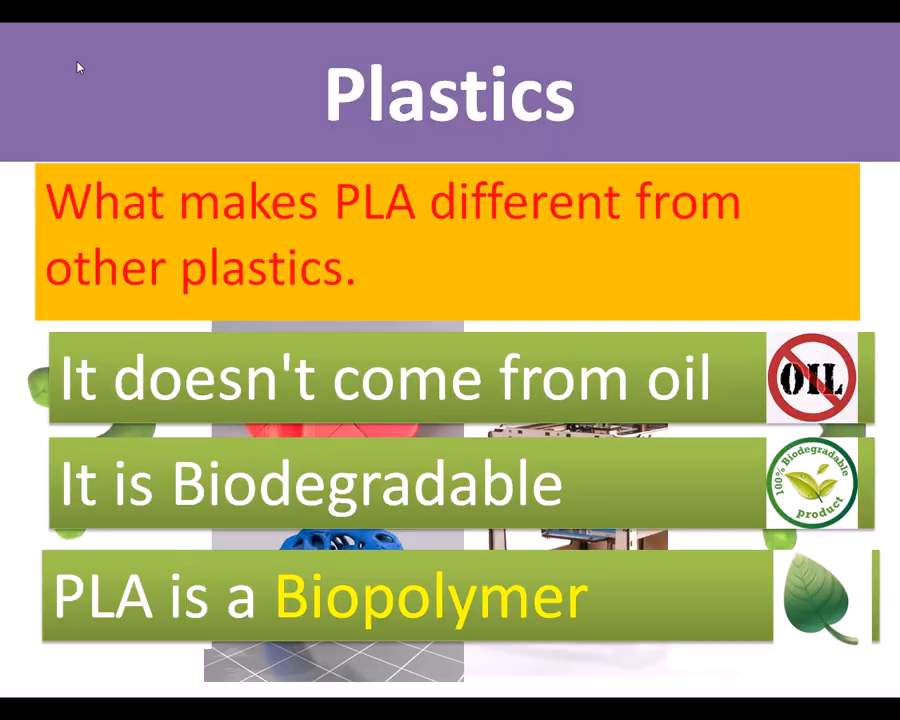 Plastics
What makes PLA different from
other plastics.
It doesn't come from oil
OIL
It is Biodegradable
100% Biodegradable
product
PLA is a Biopolymer